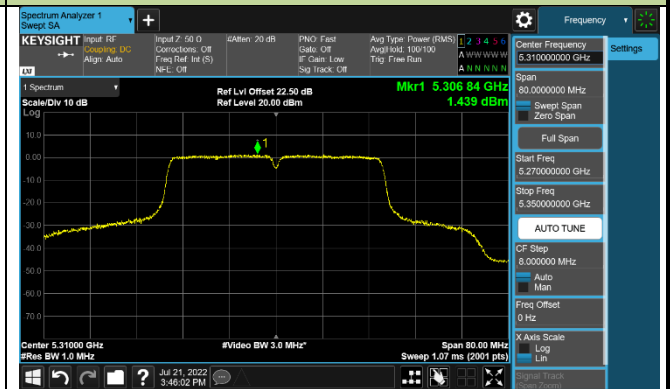 Spectrum Analyzer 1
Swept SA
Frequency
KEYSIGHT Input: RF
Coupling: DC
Align: Auto
Input Z: 50 Ω
Corrections: Off
Freq Ref: Int (S)
NFE: Off
#Atten: 20 dB
PNO: Fast
Gate: Off
IF Gain: Low
Sig Track: Off
Avg Type: Power (RMS)
Avg|Hold: 100/100
Trig: Free Run
1 2 3 4 5 6
A W W W W W
A N N N N N
LXI
Center Frequency
5.310000000 GHz
Settings
Span
80.0000000 MHz
Swept Span
Zero Span
Full Span
Start Freq
5.270000000 GHz
Stop Freq
5.350000000 GHz
AUTO TUNE
CF Step
8.000000 MHz
Auto
Man
Freq Offset
0 Hz
X Axis Scale
Log
Lin
Signal Track
(Span Zoom)
1 Spectrum
Scale/Div 10 dB
Log
Ref Lvl Offset 22.50 dB
Ref Level 20.00 dBm
Mkr1 5.306 84 GHz
1.439 dBm
10.0
0.00
-10.0
-20.0
-30.0
-40.0
-50.0
-60.0
-70.0
1
Center 5.31000 GHz
#Res BW 1.0 MHz
#Video BW 3.0 MHz*
Span 80.00 MHz
Sweep 1.07 ms (2001 pts)
Jul 21, 2022
3:46:02 PM